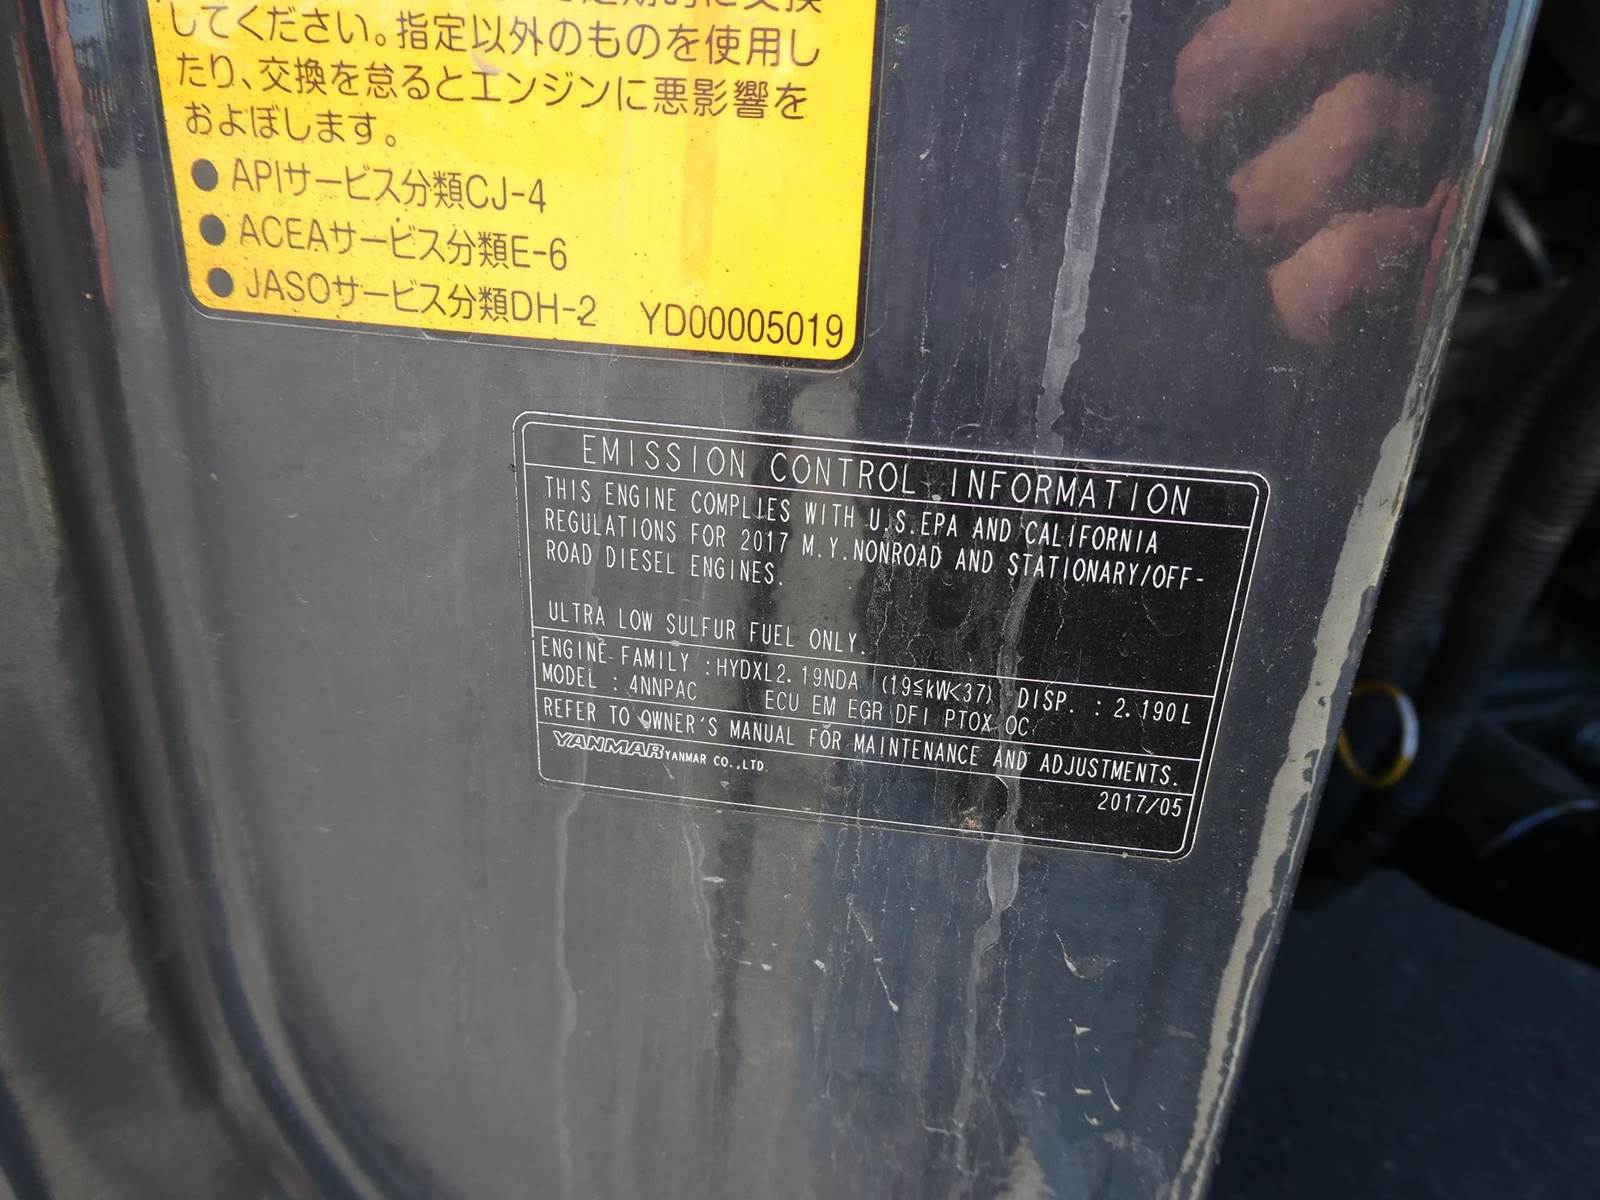 してください。指定以外のものを使用し
たり、交換を怠るとエンジンに悪影響を
およぼします。
● APIサービス分類CJ-4
● ACEAサービス分類E-6
● JASOサービス分類DH-2 YD00005019
EMISSION CONTROL INFORMATION
THIS ENGINE COMPLIES WITH U.S.EPA AND CALIFORNIA
REGULATIONS FOR 2017 M.Y.NONROAD AND STATIONARY/OFF-
ROAD DIESEL ENGINES.
ULTRA LOW SULFUR FUEL ONLY.
ENGINE FAMILY :HYDXL2.19NDA (19≦kW<37) DISP. : 2.190L
MODEL : 4NNPAC ECU EM EGR DFI PTOX OC
REFER TO OWNER'S MANUAL FOR MAINTENANCE AND ADJUSTMENTS.
YANMAR YANMAR CO.,LTD.
2017/05